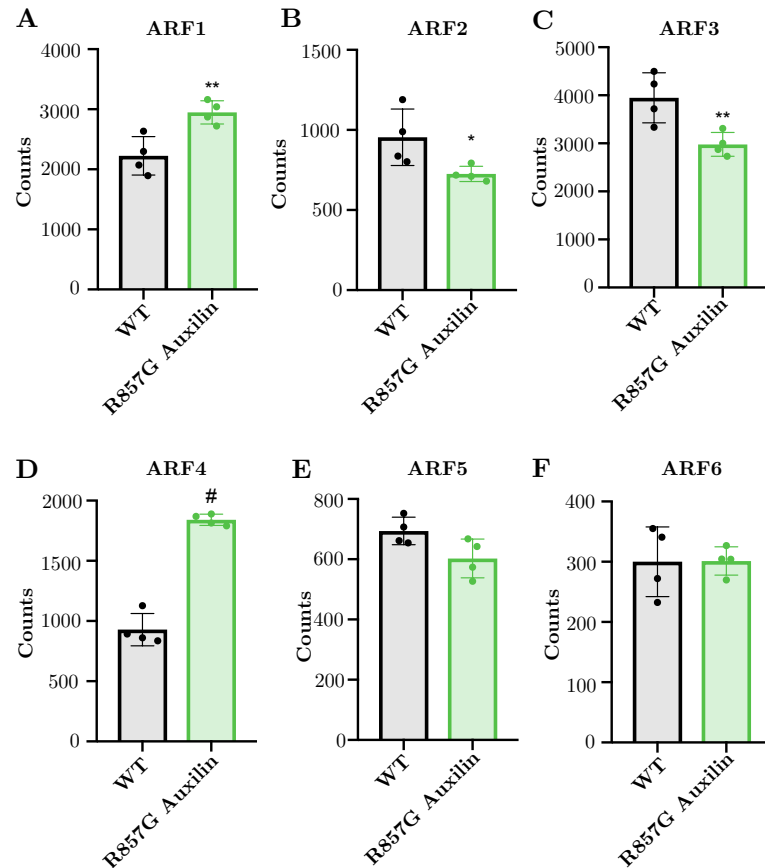 A
ARF1
Counts
4000
3000
2000
1000
0
**
WT
R857G Auxilin
B
ARF2
Counts
1500
1000
500
0
*
WT
R857G Auxilin
C
ARF3
Counts
5000
4000
3000
2000
1000
0
**
WT
R857G Auxilin
D
ARF4
Counts
2000
1500
1000
500
0
#
WT
R857G Auxilin
E
ARF5
Counts
800
600
400
200
0
WT
R857G Auxilin
F
ARF6
Counts
400
300
200
100
0
WT
R857G Auxilin